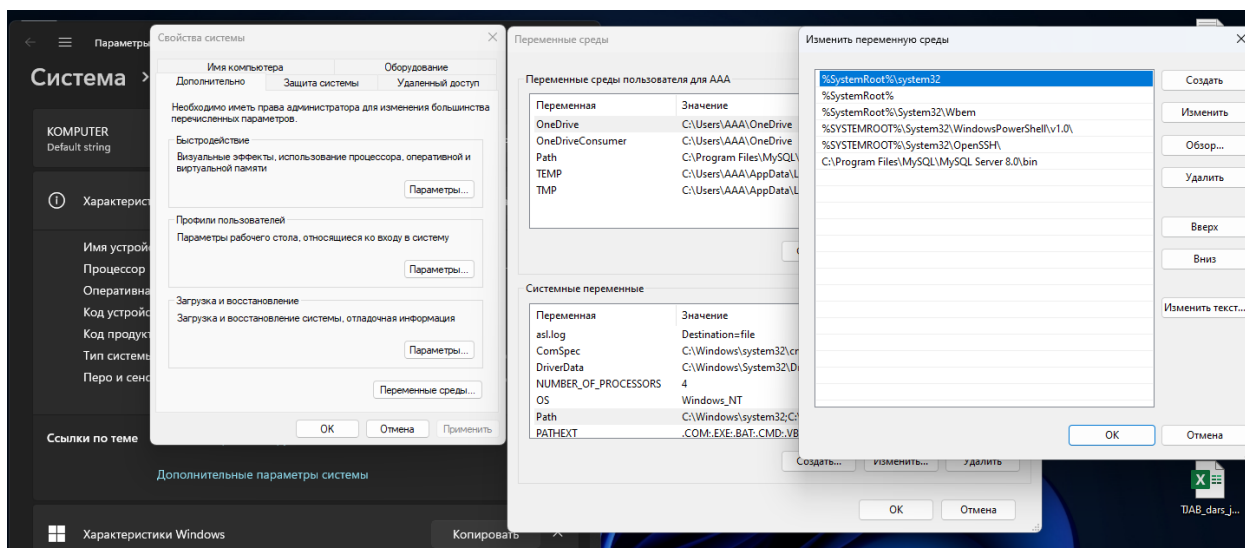 Параметры
Система >
KOMPUTER
Default string
Имя устрой
Процессор
Оперативна
Код устройс
Код продук
Тип системы
Перо и сенс
Ссылки по теме
Дополнительные параметры системы
Характеристики Windows
Копировать
Свойства системы
Имя компьютера
Оборудование
Дополнительно
Защита системы
Удаленный доступ
Необходимо иметь права администратора для изменения большинства
перечисленных параметров.
Быстродействие
Визуальные эффекты, использование процессора, оперативной и
виртуальной памяти
Параметры...
Профили пользователей
Параметры рабочего стола, относящиеся ко входу в систему
Параметры...
Загрузка и восстановление
Загрузка и восстановление системы, отладочная информация
Параметры...
Переменные среды...
OK
Отмена
Применить
Переменные среды
Переменные среды пользователя для AAA
Переменная
Значение
OneDrive
C:\Users\AAA\OneDrive
OneDriveConsumer
C:\Users\AAA\OneDrive
Path
C:\Program Files\MySQL\
TEMP
C:\Users\AAA\AppData\L
TMP
C:\Users\AAA\AppData\L
Системные переменные
Переменная
Значение
asl.log
Destination=file
ComSpec
C:\Windows\system32\cr
DriverData
C:\Windows\System32\D
NUMBER_OF_PROCESSORS
4
OS
Windows_NT
Path
C:\Windows\system32;C:\
PATHEXT
.COM;.EXE;.BAT;.CMD;.VB
Создать...
Изменить...
Удалить
OK
Отмена
Изменить переменную среды
%SystemRoot%\system32
%SystemRoot%
%SystemRoot%\System32\Wbem
%SYSTEMROOT%\System32\WindowsPowerShell\v1.0\
%SYSTEMROOT%\System32\OpenSSH\
C:\Program Files\MySQL\MySQL Server 8.0\bin
Создать
Изменить
Обзор...
Удалить
Вверх
Вниз
Изменить текст...
OK
Отмена
TJAB_dars_j...